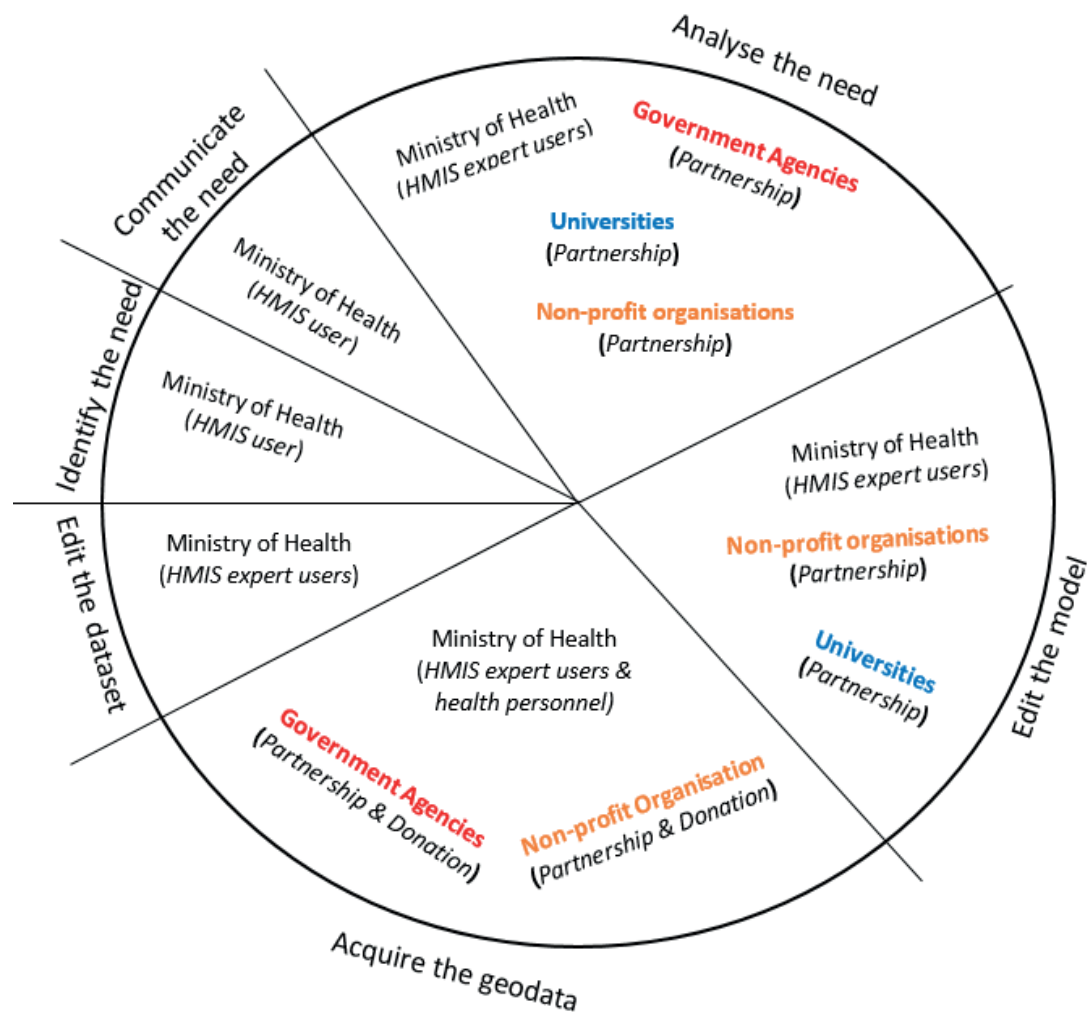 Analyse the need
Ministry of Health
(HMIS expert users)
Government Agencies
(Partnership)
Universities
(Partnership)
Non-profit organisations
(Partnership)
Edit the model
Ministry of Health
(HMIS expert users)
Non-profit organisations
(Partnership)
Universities
(Partnership)
Acquire the geodata
Ministry of Health
(HMIS expert users &
health personnel)
Government Agencies
(Partnership & Donation)
Non-profit Organisation
(Partnership & Donation)
Edit the dataset
Ministry of Health
(HMIS expert users)
Identify the need
Ministry of Health
(HMIS user)
Communicate
the need
Ministry of Health
(HMIS user)